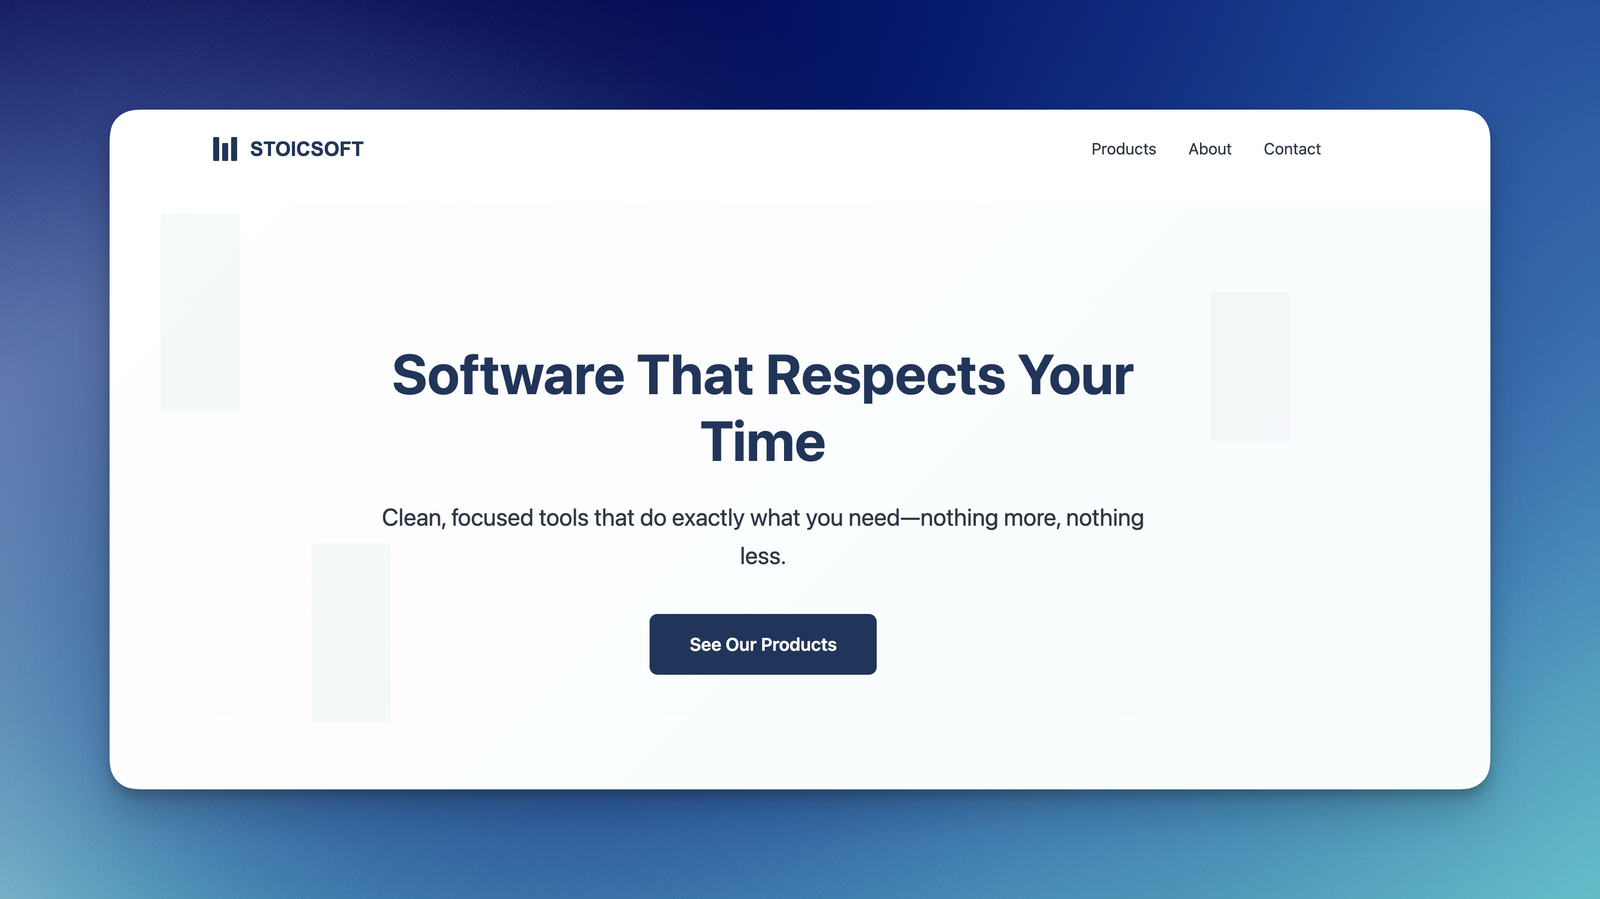 STOICSOFT
Products About Contact
Software That Respects Your
Time
Clean, focused tools that do exactly what you need—nothing more, nothing
less.
See Our Products